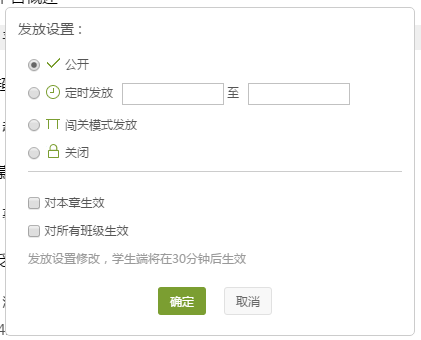 发放设置：
公开
定时发放 至
闯关模式发放
关闭
对本章生效
对所有班级生效
发放设置修改，学生端将在30分钟后生效
确定 取消